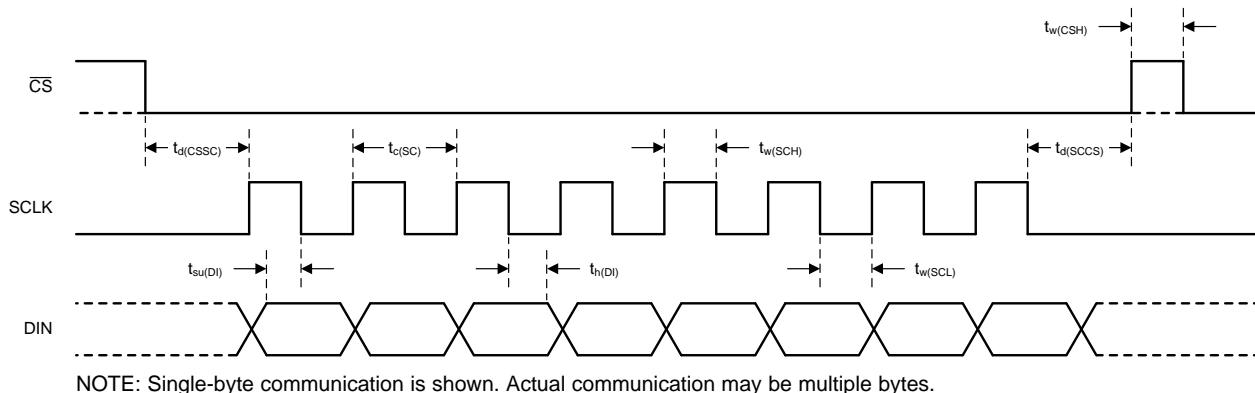 tw(CSH)
CS
td(CSSC)
tc(SC)
tw(SCH)
td(SCCS)
SCLK
tsu(DI)
th(DI)
tw(SCL)
DIN
NOTE: Single-byte communication is shown. Actual communication may be multiple bytes.